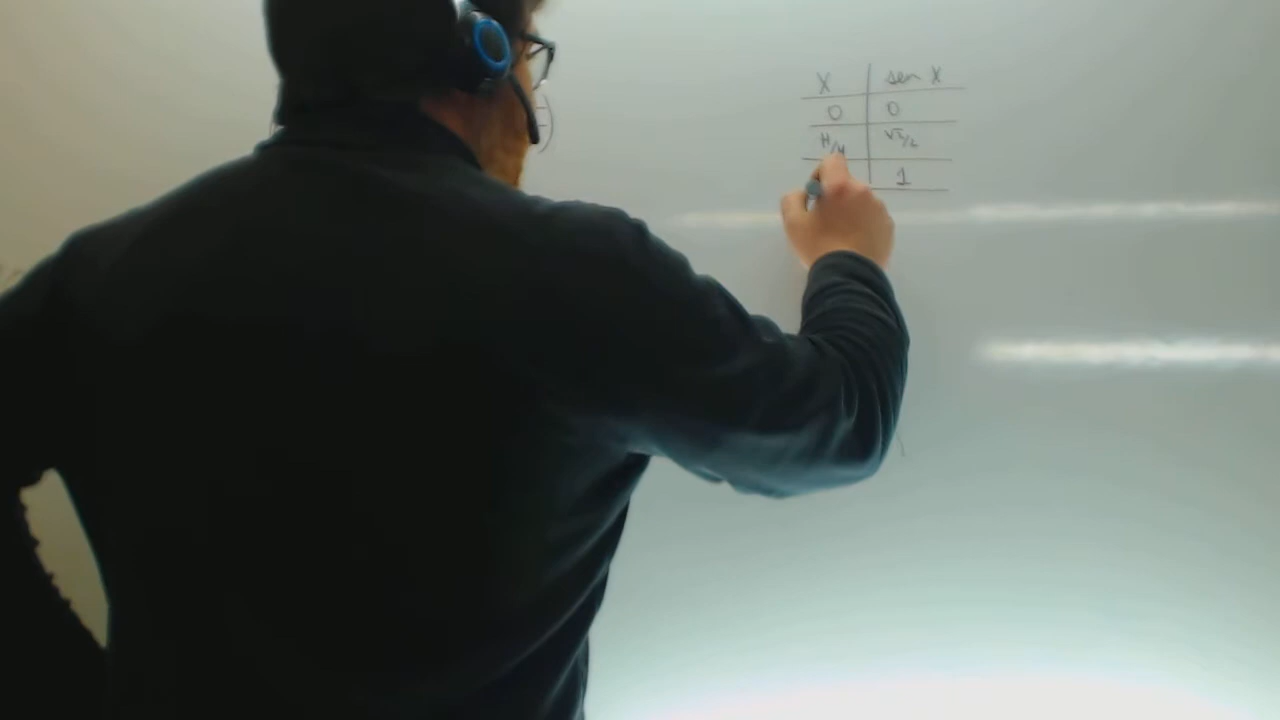 X sen X
0 0
π/4 √2/2
1